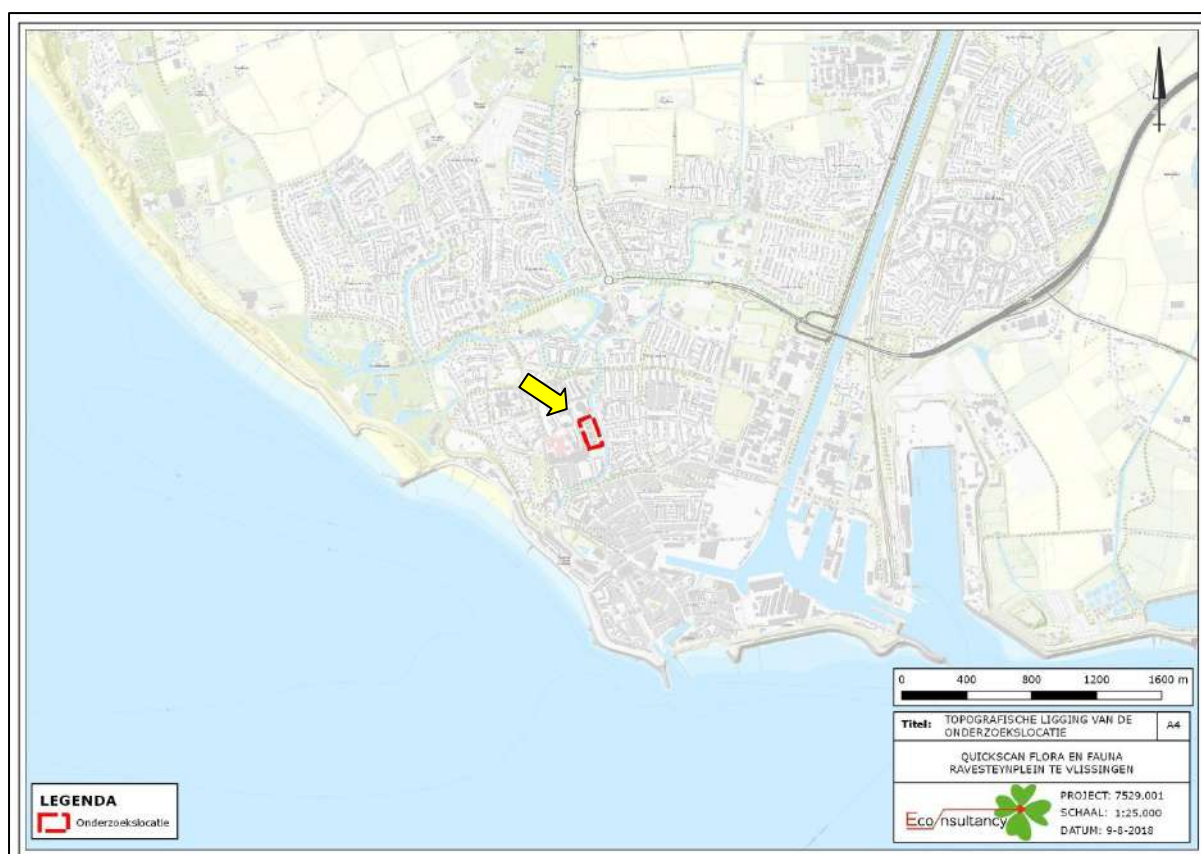 0 400 800 1200 1600 m
Titel: TOPOGRAFISCHE LIGGING VAN DE
ONDERZOEKSLOCATIE
A4
QUICKSCAN FLORA EN FAUNA
RAVESTEYNPLEIN TE VLISSINGEN
Eco/nsultancy
PROJECT: 7529.001
SCHAAL: 1:25.000
DATUM: 9-8-2018
LEGENDA
Onderzoekslocatie